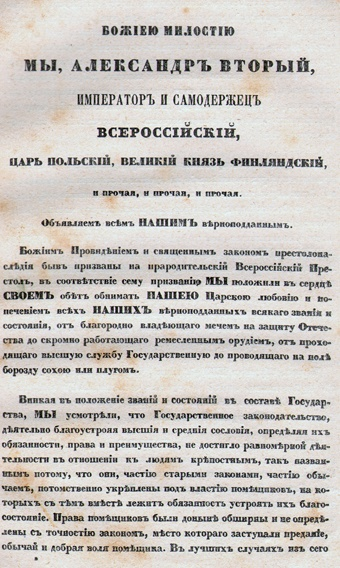 БОЖІЕЮ МИЛОСТІЮ
МЫ, АЛЕКСАНДРЪ ВТОРЫЙ,
ИМПЕРАТОРЪ И САМОДЕРЖЕЦЪ
ВСЕРОССІЙСКІЙ,
ЦАРЬ ПОЛЬСКІЙ, ВЕЛИКІЙ КНЯЗЬ ФИНЛЯНДСКІЙ,
и прочая, и прочая, и прочая.
Объявляемъ всѣмъ НАШИМЪ вѣрноподданнымъ.
Божіимъ Провидѣніемъ и священнымъ закономъ престолона-
слѣдія бывъ призваны на прародительскій Всероссійскій Пре-
столъ, въ соотвѣтствіе сему призванію МЫ положили въ сердцѣ
СВОЕМЪ обѣтъ обнимать НАШЕЮ Царскою любовію и по-
печеніемъ всѣхъ НАШИХЪ вѣрноподданныхъ всякаго званія и
состоянія, отъ благородно владѣющаго мечемъ на защиту Отече-
ства до скромно работающаго ремесленнымъ орудіемъ, отъ прохо-
дящаго высшую службу Государственную до проводящаго на полѣ
борозду сохою или плугомъ.
Вникая въ положеніе званій и состояній въ составѣ Государ-
ства, МЫ усмотрѣли, что Государственное законодательство,
дѣятельно благоустрояя высшія и среднія сословія, опредѣляя ихъ
обязанности, права и преимущества, не достигло равномѣрной дѣя-
тельности въ отношеніи къ людямъ крѣпостнымъ, такъ назван-
нымъ потому, что они, частію старыми законами, частію обы-
чаемъ, потомственно укрѣплены подъ властію помѣщиковъ, на ко-
торыхъ съ тѣмъ вмѣстѣ лежитъ обязанность устроять ихъ благо-
состояніе. Права помѣщиковъ были донынѣ обширны и не опредѣ-
лены съ точностію закономъ, мѣсто котораго заступали преданіе,
обычай и добрая воля помѣщика. Въ лучшихъ случаяхъ изъ сего